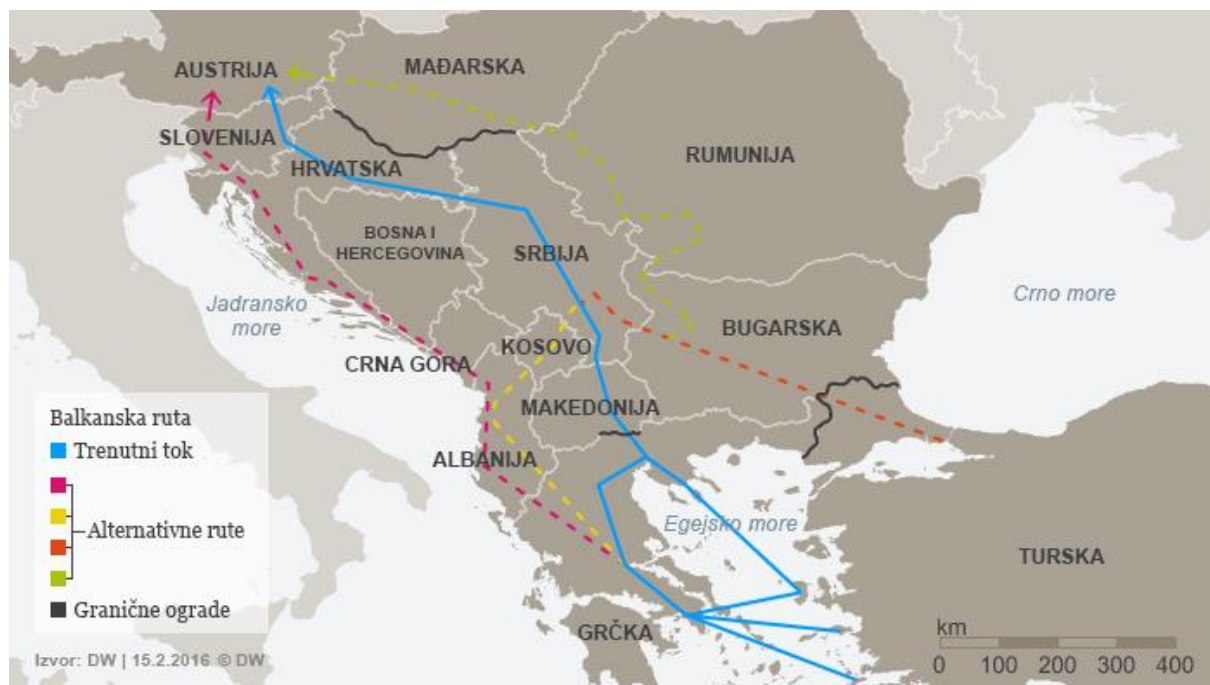 AUSTRIJA
MAĐARSKA
SLOVENIJA
HRVATSKA
RUMUNIJA
BOSNA I
HERCEGOVINA
SRBIJA
Jadransko
more
Crno more
BUGARSKA
KOSOVO
CRNA GORA
MAKEDONIJA
ALBANIJA
Egejsko more
TURSKA
GRČKA
Balkanska ruta
Trenutni tok
Alternativne rute
Granične ograde
Izvor: DW | 15.2.2016 © DW
km
0 100 200 300 400